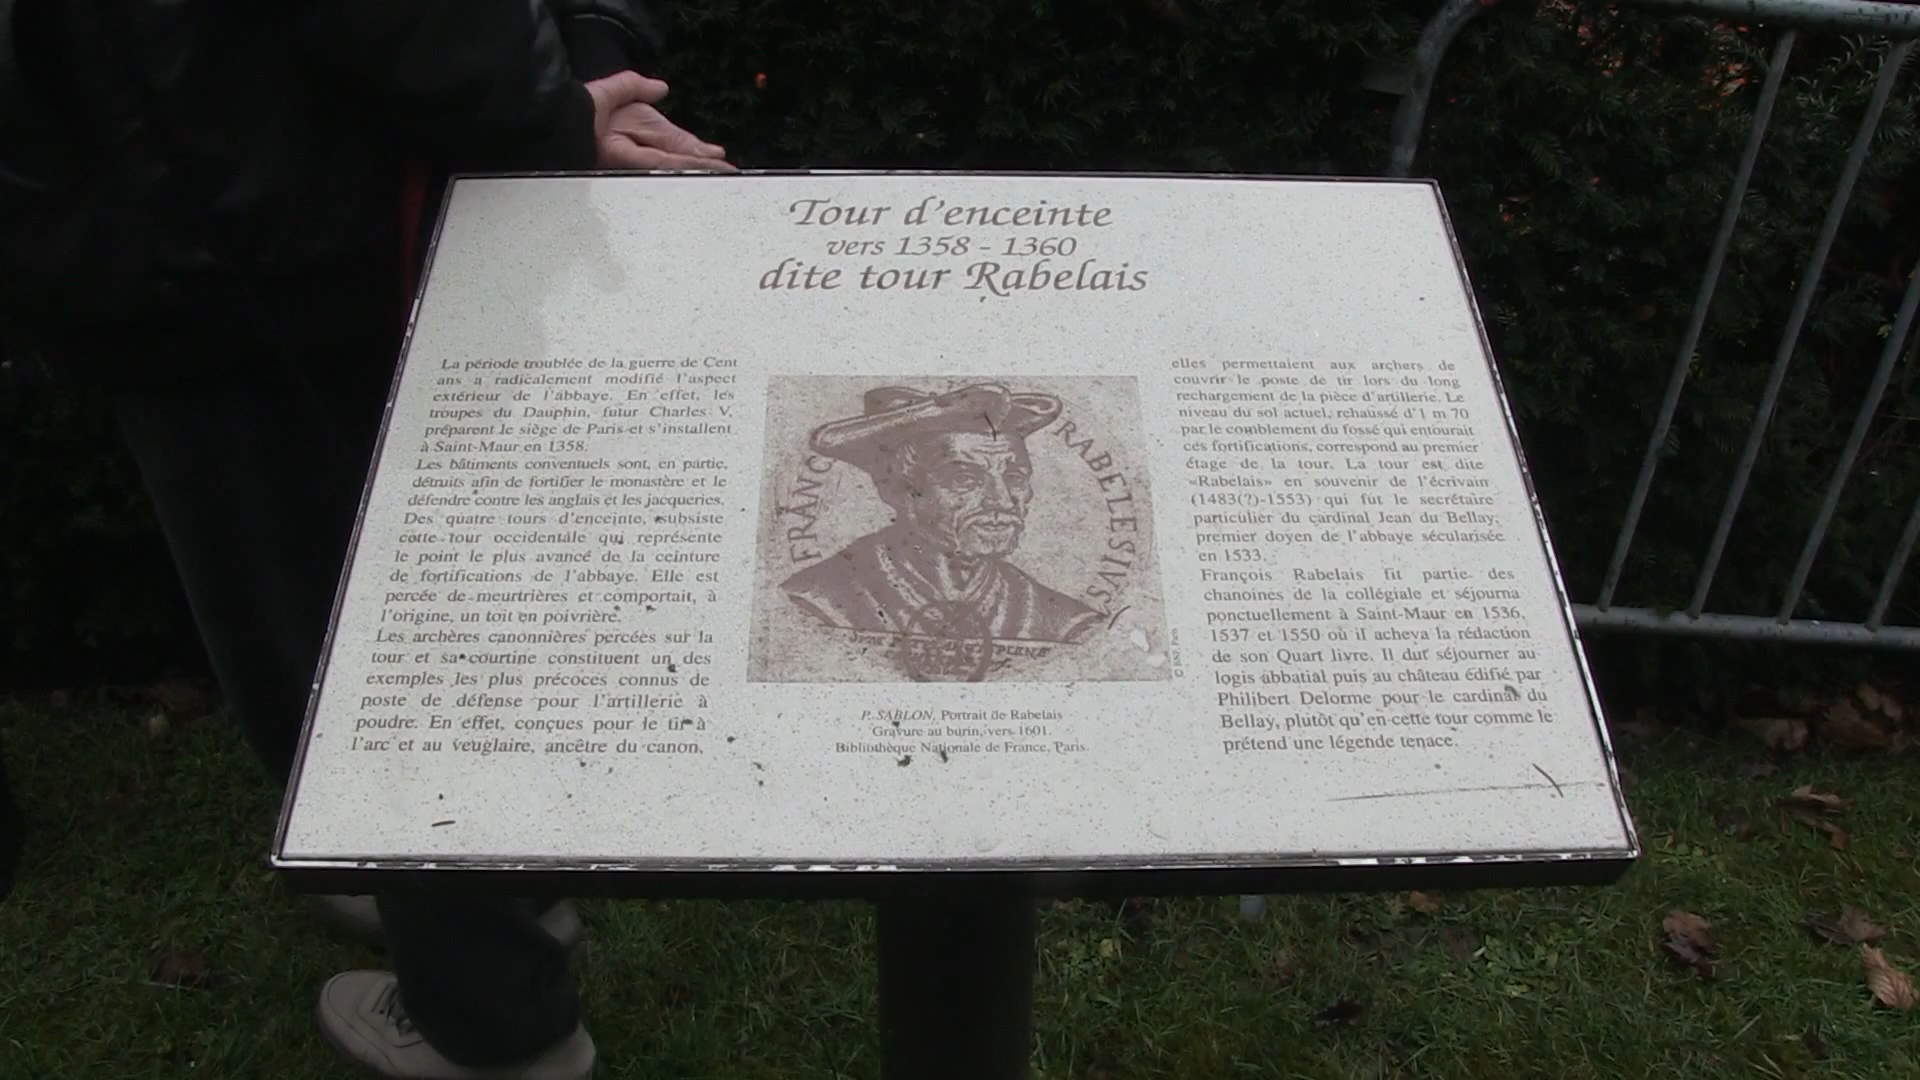 Tour d'enceinte
vers 1358 - 1360
dite tour Rabelais
La période troublée de la guerre de Cent
ans a radicalement modifié l'aspect
extérieur de l'abbaye. En effet, les
troupes du Dauphin, futur Charles V,
préparent le siège de Paris et s'installent
à Saint-Maur en 1358.
Les bâtiments conventuels sont, en partie,
détruits afin de fortifier le monastère et le
défendre contre les anglais et les jacqueries.
Des quatre tours d'enceinte, subsiste
cette tour occidentale qui représente
le point le plus avancé de la ceinture
de fortifications de l'abbaye. Elle est
percée de meurtrières et comportait, à
l'origine, un toit en poivrière.
Les archères canonnières percées sur la
tour et sa courtine constituent un des
exemples les plus précoces connus de
poste de défense pour l'artillerie à
poudre. En effet, conçues pour le tir à
l'arc et au veuglaire, ancêtre du canon,
FRANC RABELESIVS
© BNF, Paris
P. SABLON, Portrait de Rabelais
Gravure au burin, vers 1601.
Bibliothèque Nationale de France, Paris.
elles permettaient aux archers de
couvrir le poste de tir lors du long
rechargement de la pièce d'artillerie. Le
niveau du sol actuel, rehaussé d'1 m 70
par le comblement du fossé qui entourait
ces fortifications, correspond au premier
étage de la tour. La tour est dite
«Rabelais» en souvenir de l'écrivain
(1483(?)-1553) qui fût le secrétaire
particulier du cardinal Jean du Bellay,
premier doyen de l'abbaye sécularisée
en 1533.
François Rabelais fit partie des
chanoines de la collégiale et séjourna
ponctuellement à Saint-Maur en 1536,
1537 et 1550 où il acheva la rédaction
de son Quart livre. Il dut séjourner au
logis abbatial puis au château édifié par
Philibert Delorme pour le cardinal du
Bellay, plutôt qu'en cette tour comme le
prétend une légende tenace.